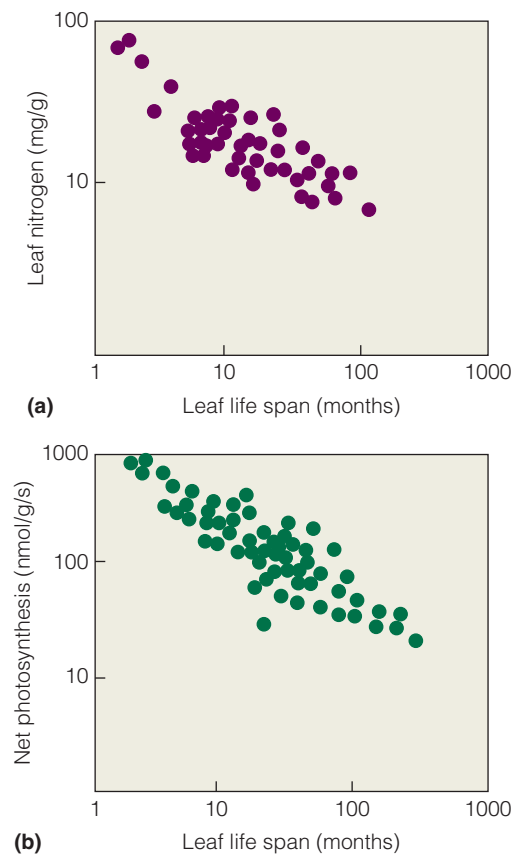 100
10
Leaf nitrogen (mg/g)
1 10 100 1000
(a) Leaf life span (months)
1000
100
10
Net photosynthesis (nmol/g/s)
1 10 100 1000
(b) Leaf life span (months)